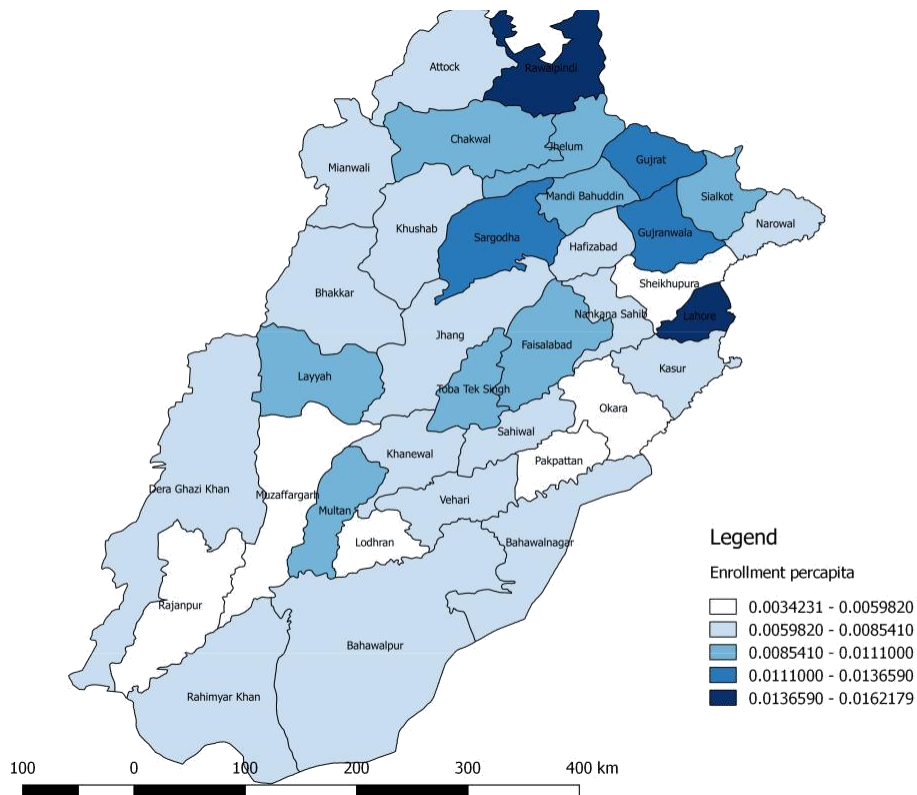 Attock
Rawalpindi
Chakwal
Jhelum
Gujrat
Mianwali
Mandi Bahuddin
Sialkot
Khushab
Sargodha
Gujranwala
Narowal
Hafizabad
Bhakkar
Sheikhupura
Nankana Sahib
Lahore
Jhang
Faisalabad
Kasur
Layyah
Toba Tek Singh
Okara
Sahiwal
Khanewal
Pakpattan
Dera Ghazi Khan
Muzaffargarh
Vehari
Multan
Lodhran
Bahawalnagar
Rajanpur
Bahawalpur
Rahimyar Khan
Legend
Enrollment percapita
0.0034231 - 0.0059820
0.0059820 - 0.0085410
0.0085410 - 0.0111000
0.0111000 - 0.0136590
0.0136590 - 0.0162179
100 0 100 200 300 400 km